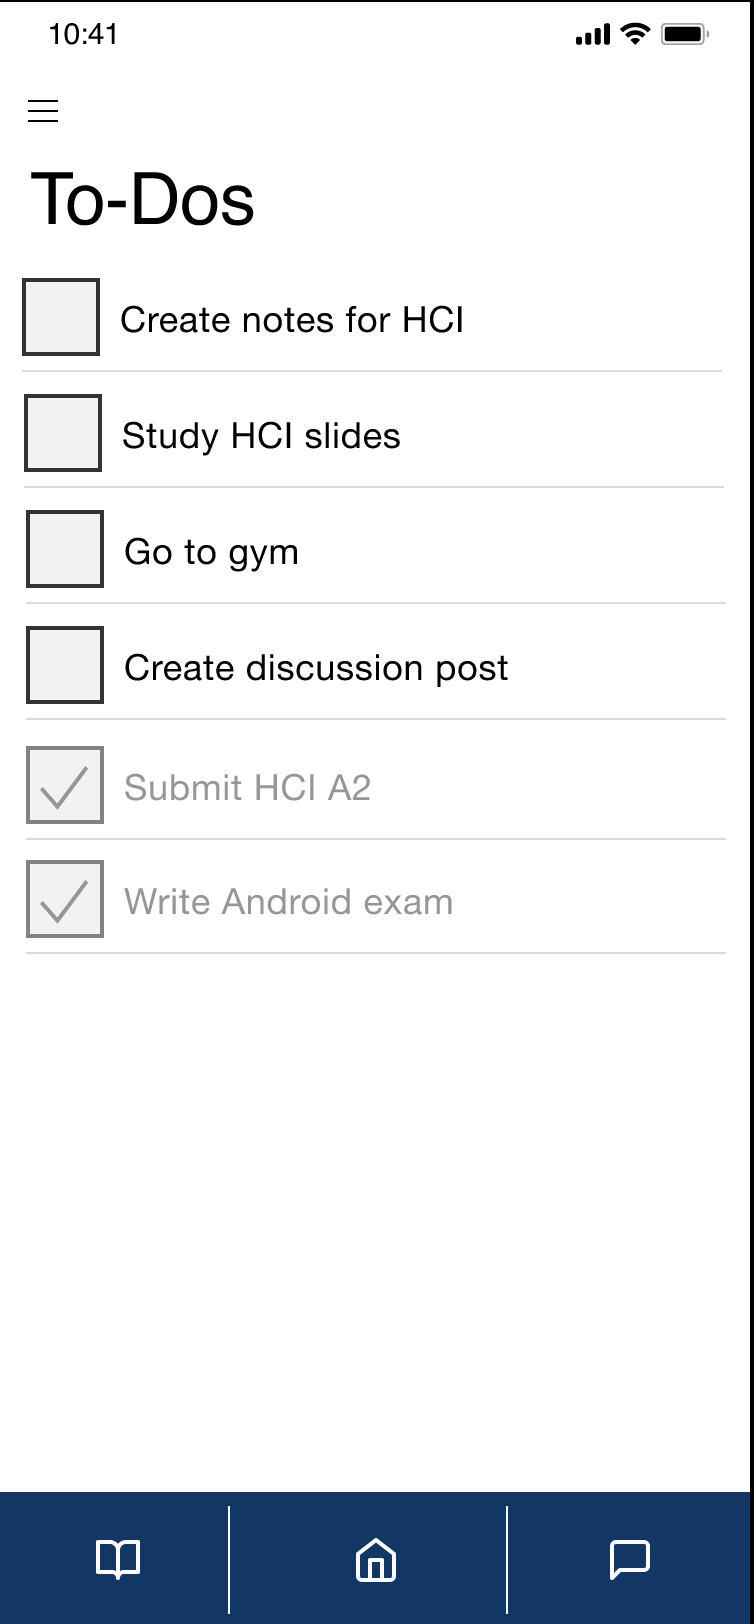 10:41
To-Dos
Create notes for HCI
Study HCI slides
Go to gym
Create discussion post
Submit HCI A2
Write Android exam